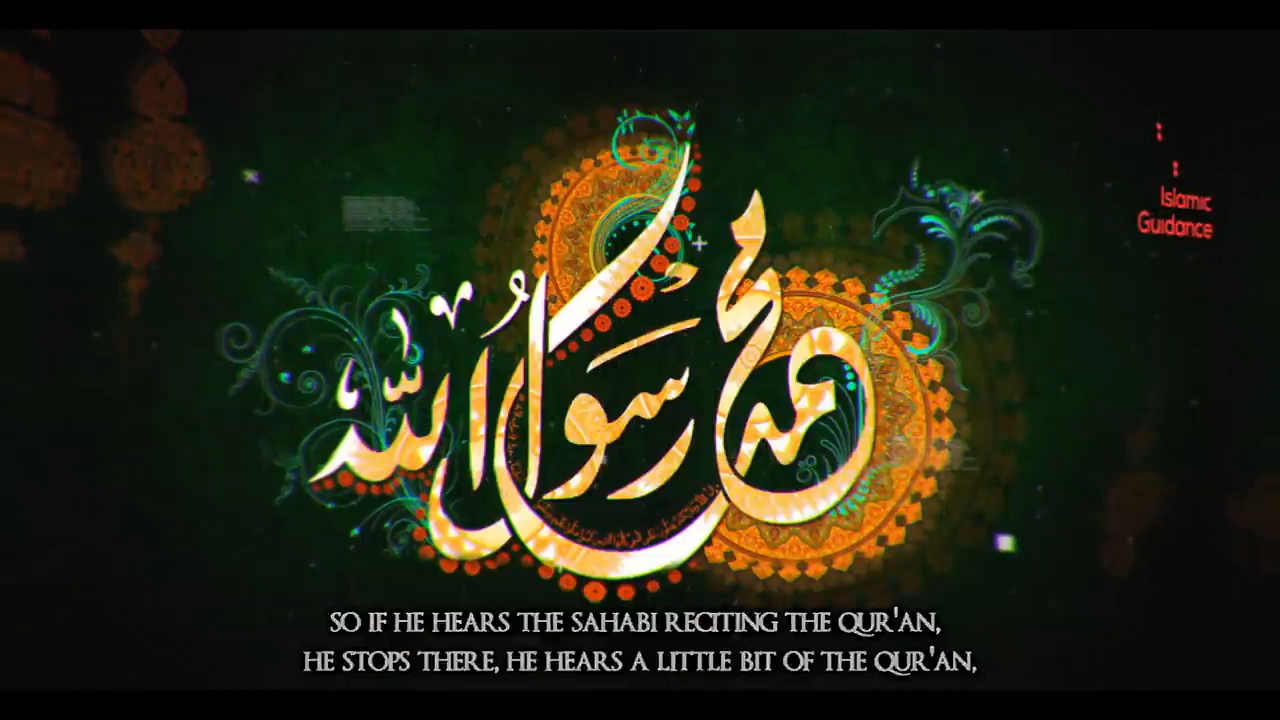 Islamic
Guidance
محمد رسول الله
SO IF HE HEARS THE SAHABI RECITING THE QUR'AN,
HE STOPS THERE, HE HEARS A LITTLE BIT OF THE QUR'AN,